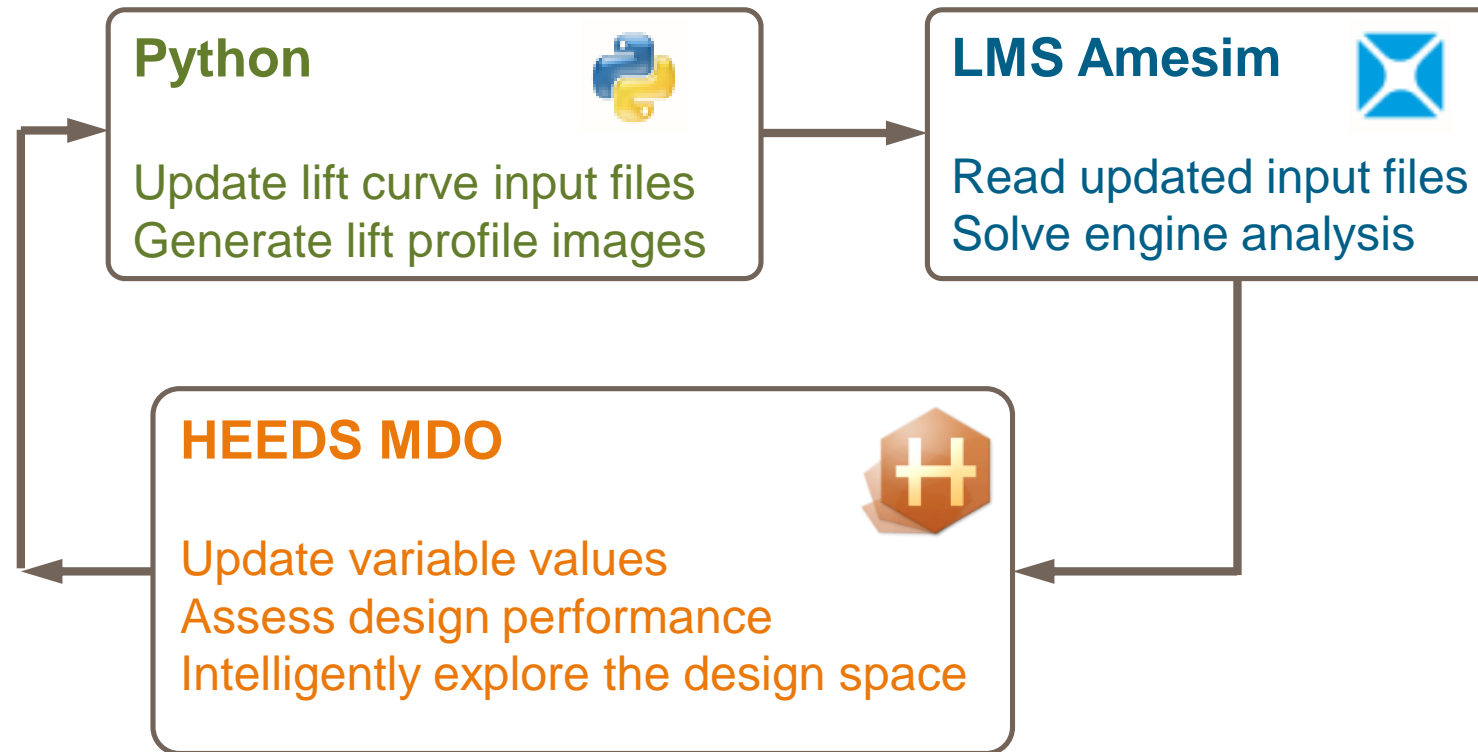 Python
Update lift curve input files
Generate lift profile images
LMS Amesim
Read updated input files
Solve engine analysis
HEEDS MDO
H
Update variable values
Assess design performance
Intelligently explore the design space